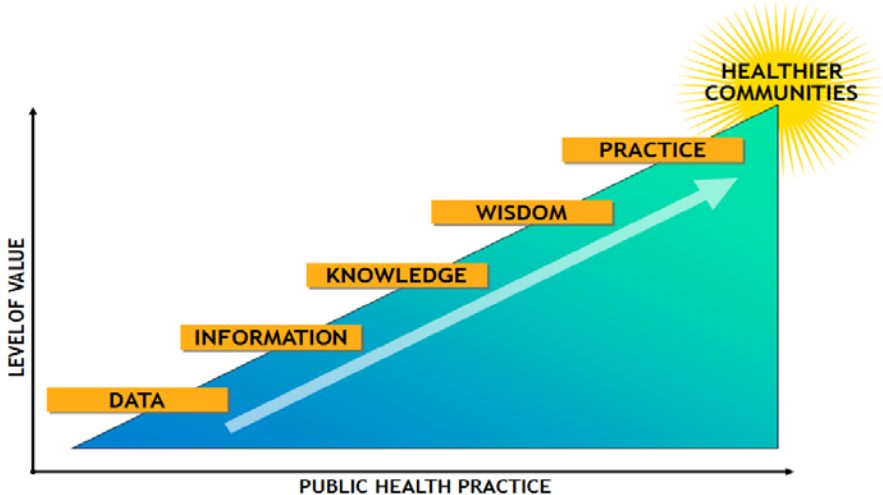 HEALTHIER
COMMUNITIES
PRACTICE
WISDOM
KNOWLEDGE
INFORMATION
DATA
LEVEL OF VALUE
PUBLIC HEALTH PRACTICE